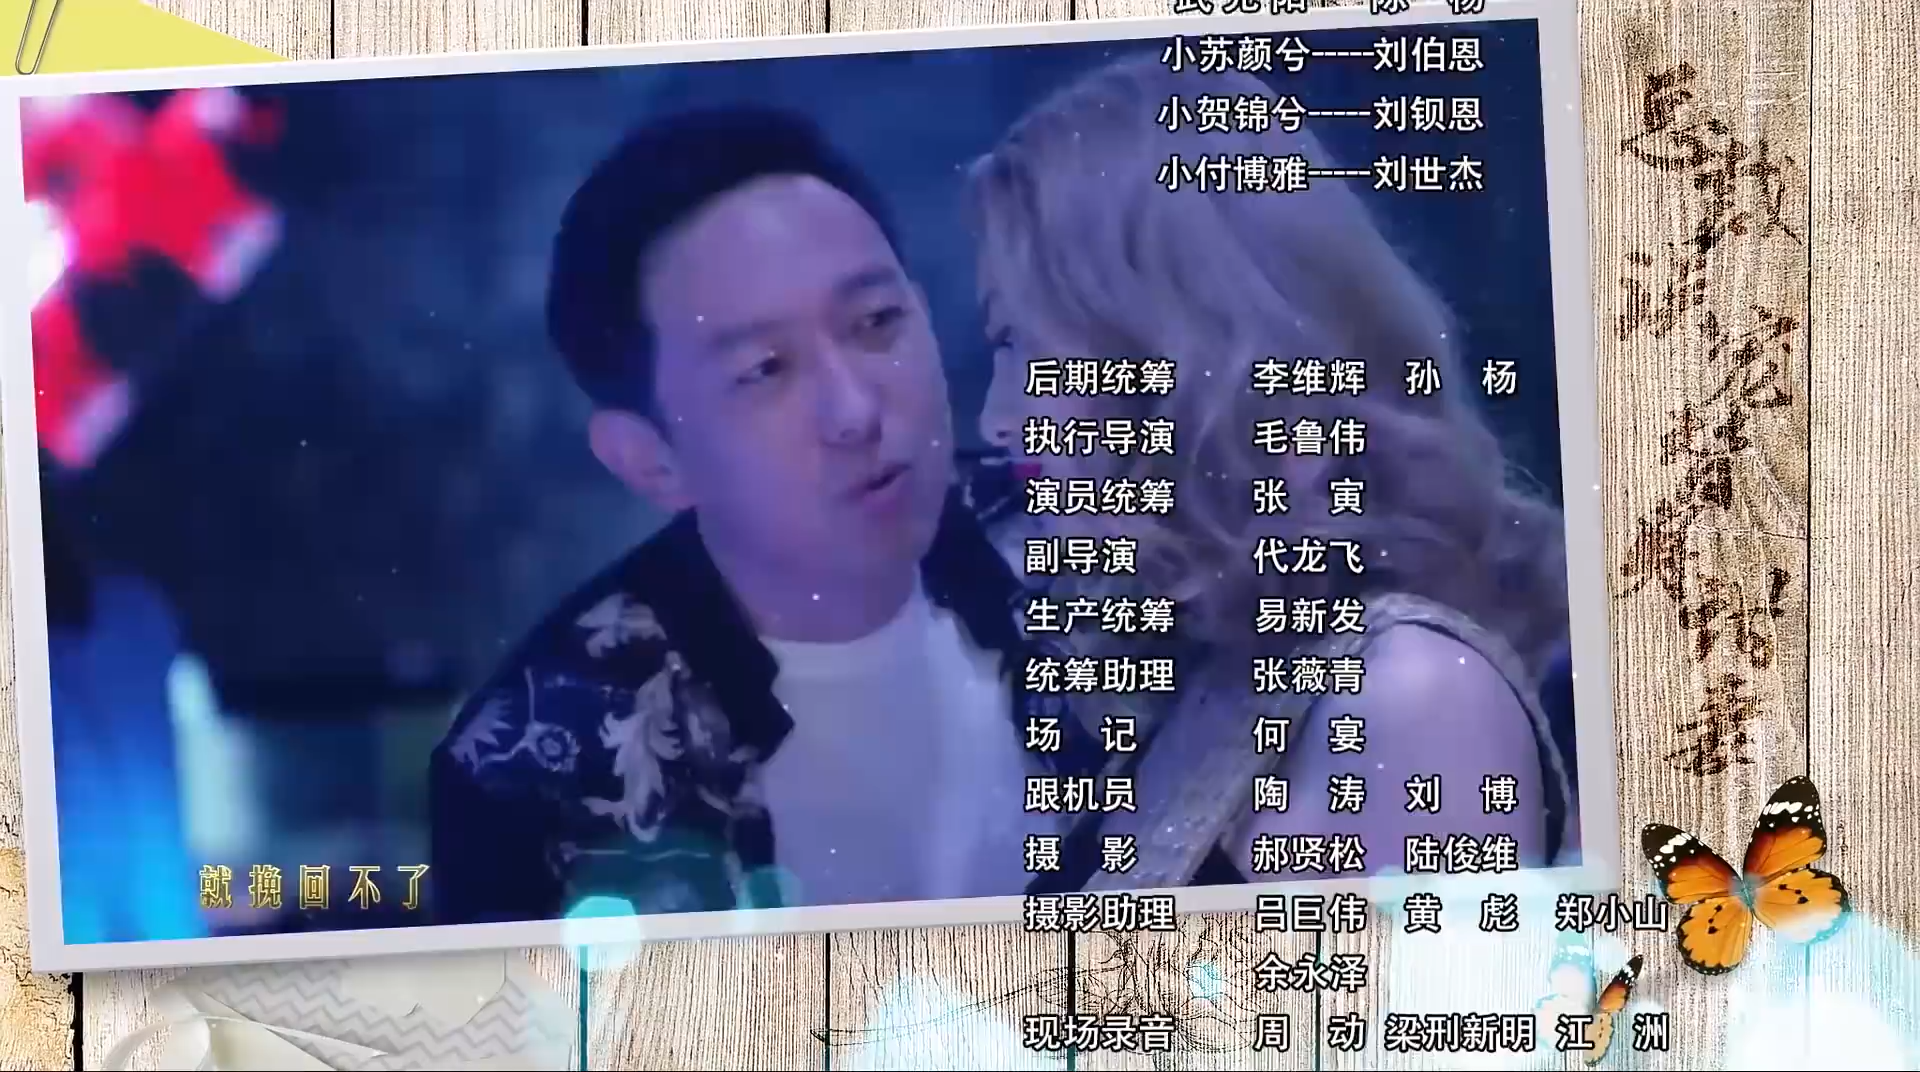 小苏颜兮-----刘伯恩
小贺锦兮-----刘钡恩
小付博雅-----刘世杰
后期统筹 李维辉 孙 杨
执行导演 毛鲁伟
演员统筹 张 寅
副导演 代龙飞
生产统筹 易新发
统筹助理 张薇青
场 记 何 宴
跟机员 陶 涛 刘 博
摄 影 郝贤松 陆俊维
摄影助理 吕巨伟 黄 彪 郑小山
余永泽
现场录音 周 动 梁刑新明 江 洲
就挽回不了